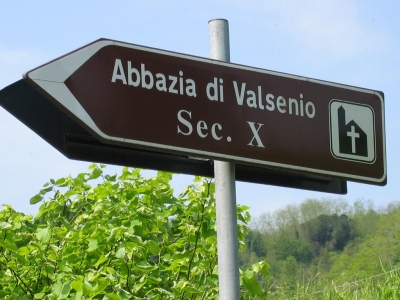 Abbazia di Valsenio
Sec. X